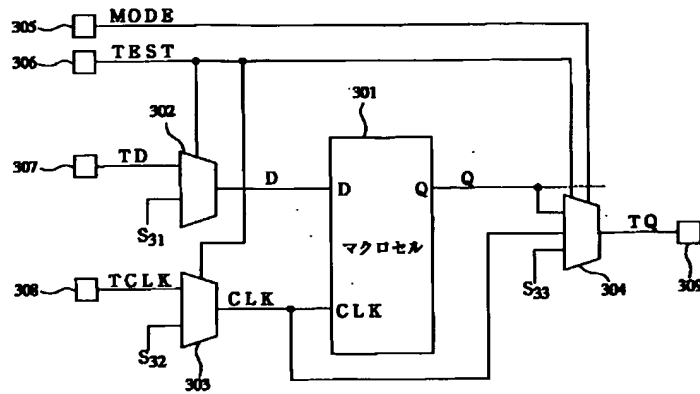 305 MODE
306 TEST
302 301
307 TD D D Q Q
S31
マクロセル
TQ
308 TCLK CLK CLK
S33 304 309
S32
303